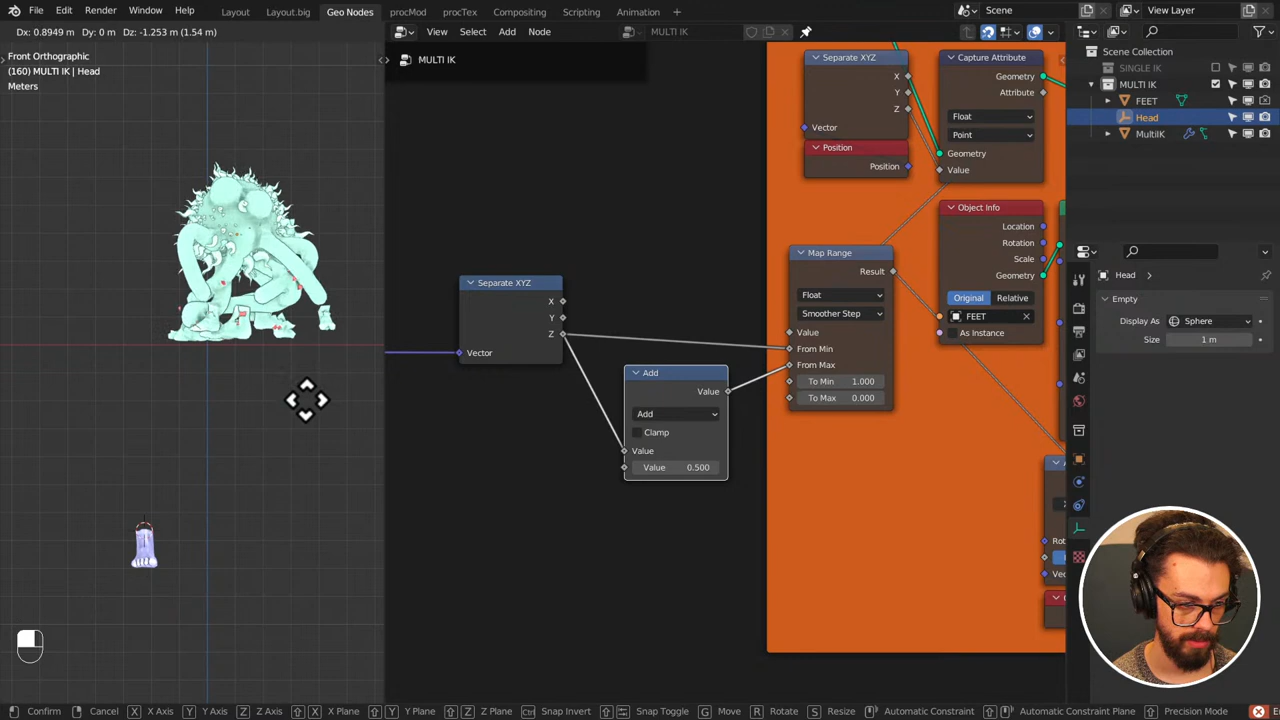 File Edit Render Window Help Layout Layout.big Geo Nodes procMod procTex Compositing Scripting Animation + Scene View Layer
Dx: 0.8949 m Dy: 0 m Dz: -1.253 m (1.54 m) View Select Add Node MULTI IK
Front Orthographic
(160) MULTI IK | Head
Meters
MULTI IK
Separate XYZ
X
Y
Z
Vector
Position
Position
Capture Attribute
Geometry
Attribute
Float
Point
Geometry
Value
Object Info
Location
Rotation
Scale
Geometry
Original Relative
FEET
As Instance
Map Range
Result
Float
Smoother Step
Value
From Min
From Max
To Min 1.000
To Max 0.000
Separate XYZ
X
Y
Z
Vector
Add
Value
Add
Clamp
Value
Value 0.500
Scene Collection
SINGLE IK
MULTI IK
FEET
Head
MultiIK
Head
Empty
Display As Sphere
Size 1 m
Confirm Cancel X X Axis Y Y Axis Z Z Axis X X Plane Y Y Plane Z Z Plane Snap Invert Snap Toggle G Move R Rotate S Resize Automatic Constraint Automatic Constraint Plane Precision Mode